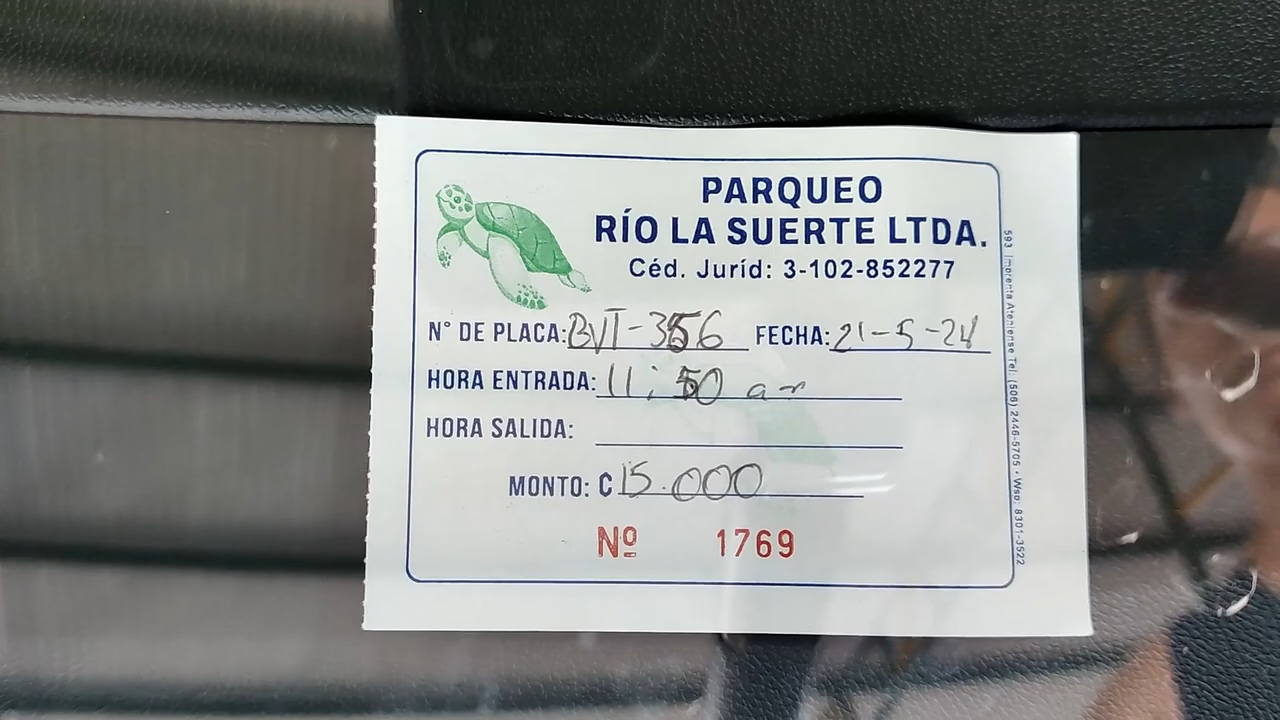 PARQUEO
RÍO LA SUERTE LTDA.
Céd. Juríd: 3-102-852277
N° DE PLACA: BVT-356 FECHA: 21-5-24
HORA ENTRADA: 11:50 am
HORA SALIDA:
MONTO: ₡ 15.000
Nº 1769
593 Imprenta Ateniense Tel: (506) 2446-5705 • Wsp: 8301-3522